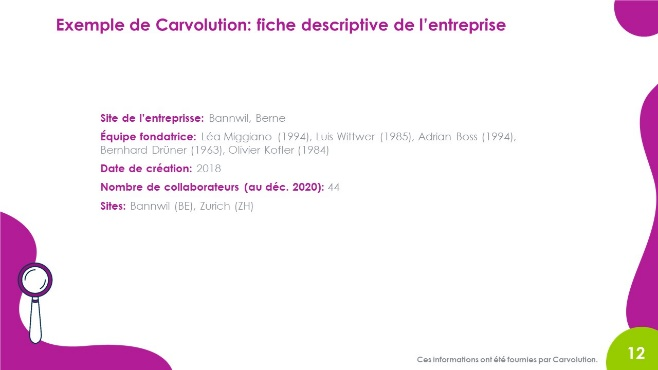 Exemple de Carvolution: fiche descriptive de l'entreprise
Site de l'entreprisse: Bannwil, Berne
Équipe fondatrice: Léa Miggiano (1994), Luis Wittwer (1985), Adrian Boss (1994),
Bernhard Drüner (1963), Olivier Kofler (1984)
Date de création: 2018
Nombre de collaborateurs (au déc. 2020): 44
Sites: Bannwil (BE), Zurich (ZH)
Ces informations ont été fournies par Carvolution.
12